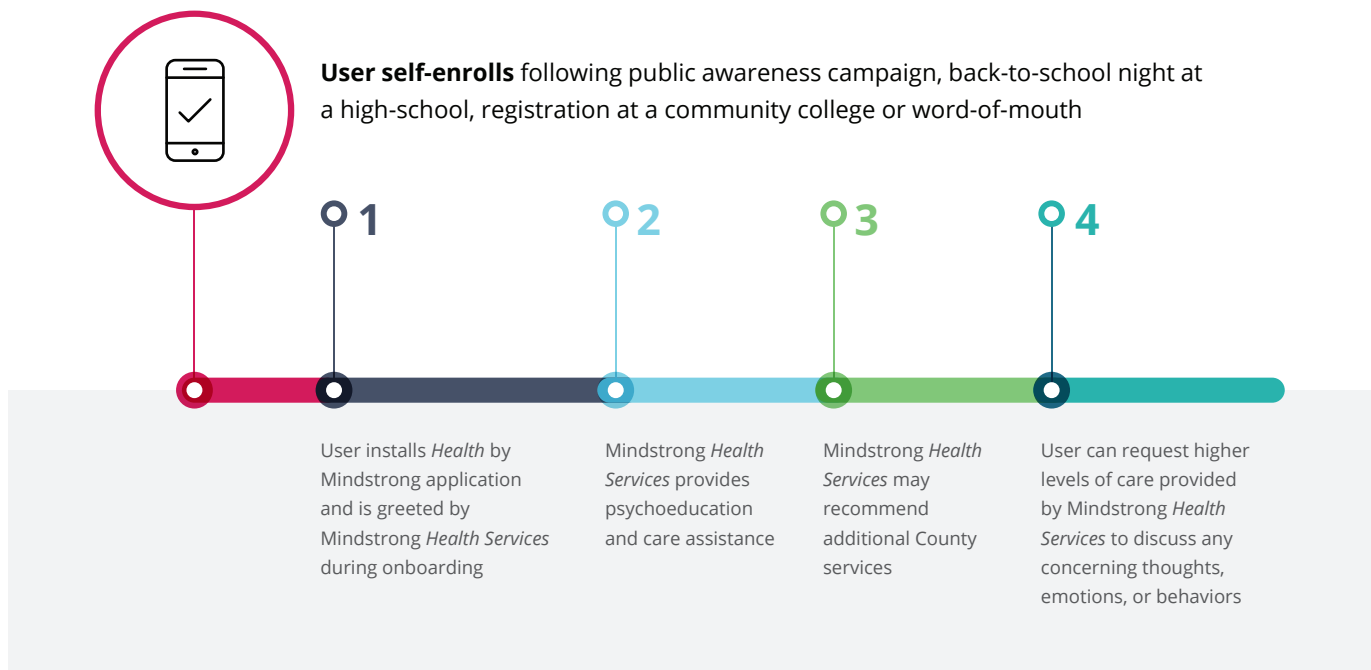 User self-enrolls following public awareness campaign, back-to-school night at
a high-school, registration at a community college or word-of-mouth
1
2
3
4
User installs Health by
Mindstrong application
and is greeted by
Mindstrong Health Services
during onboarding
Mindstrong Health
Services provides
psychoeducation
and care assistance
Mindstrong Health
Services may
recommend
additional County
services
User can request higher
levels of care provided
by Mindstrong Health
Services to discuss any
concerning thoughts,
emotions, or behaviors